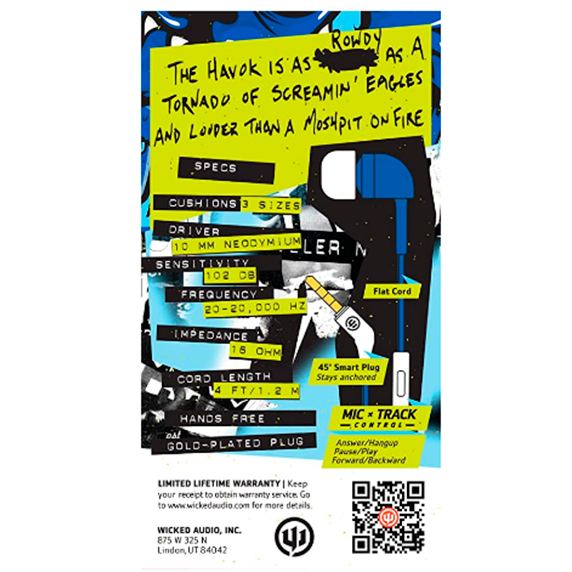 ROWDY
THE HAVOK IS AS AS A
TORNADO OF SCREAMIN' EAGLES
AND LOUDER THAN A MOSHPIT ON FIRE
SPECS
CUSHIONS 3 SIZES
DRIVER
10 MM NEODYMIUM
SENSITIVITY
102 DB
FREQUENCY
20-20,000 HZ
IMPEDANCE
16 OHM
CORD LENGTH
4 FT/1.2 M
HANDS FREE
GOLD-PLATED PLUG
Flat Cord
45° Smart Plug
Stays anchored
MIC × TRACK
CONTROL
Answer/Hangup
Pause/Play
Forward/Backward
LIMITED LIFETIME WARRANTY | Keep
your receipt to obtain warranty service. Go
to www.wickedaudio.com for more details.
WICKED AUDIO, INC.
875 W 325 N
Lindon, UT 84042